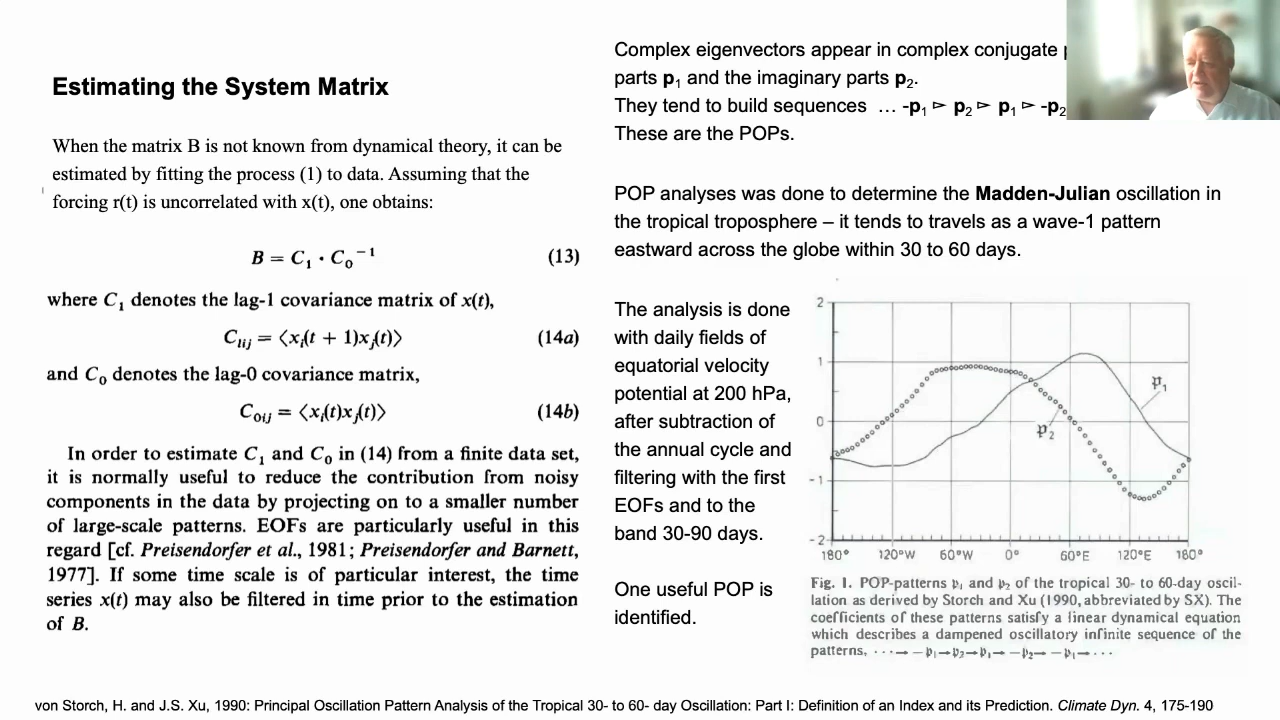 Estimating the System Matrix
When the matrix B is not known from dynamical theory, it can be
estimated by fitting the process (1) to data. Assuming that the
forcing r(t) is uncorrelated with x(t), one obtains:
B = C₁ · C₀⁻¹ (13)
where C₁ denotes the lag-1 covariance matrix of x(t),
C₁ᵢⱼ = ⟨xᵢ(t + 1)xⱼ(t)⟩ (14a)
and C₀ denotes the lag-0 covariance matrix,
C₀ᵢⱼ = ⟨xᵢ(t)xⱼ(t)⟩ (14b)
In order to estimate C₁ and C₀ in (14) from a finite data set,
it is normally useful to reduce the contribution from noisy
components in the data by projecting on to a smaller number
of large-scale patterns. EOFs are particularly useful in this
regard [cf. Preisendorfer et al., 1981; Preisendorfer and Barnett,
1977]. If some time scale is of particular interest, the time
series x(t) may also be filtered in time prior to the estimation
of B.
Complex eigenvectors appear in complex conjugate
parts p₁ and the imaginary parts p₂.
They tend to build sequences … -p₁ ⊳ p₂ ⊳ p₁ ⊳ -p₂
These are the POPs.
POP analyses was done to determine the Madden-Julian oscillation in
the tropical troposphere – it tends to travels as a wave-1 pattern
eastward across the globe within 30 to 60 days.
The analysis is done
with daily fields of
equatorial velocity
potential at 200 hPa,
after subtraction of
the annual cycle and
filtering with the first
EOFs and to the
band 30-90 days.
One useful POP is
identified.
2
1
0
-1
-2
p₁
p₂
180° 120°W 60°W 0° 60°E 120°E 180°
Fig. 1. POP-patterns p₁ and p₂ of the tropical 30- to 60-day oscil-
lation as derived by Storch and Xu (1990, abbreviated by SX). The
coefficients of these patterns satisfy a linear dynamical equation
which describes a dampened oscillatory infinite sequence of the
patterns, ···→ −p₁→p₂→p₁→ −p₂→ −p₁→···
von Storch, H. and J.S. Xu, 1990: Principal Oscillation Pattern Analysis of the Tropical 30- to 60- day Oscillation: Part I: Definition of an Index and its Prediction. Climate Dyn. 4, 175-190